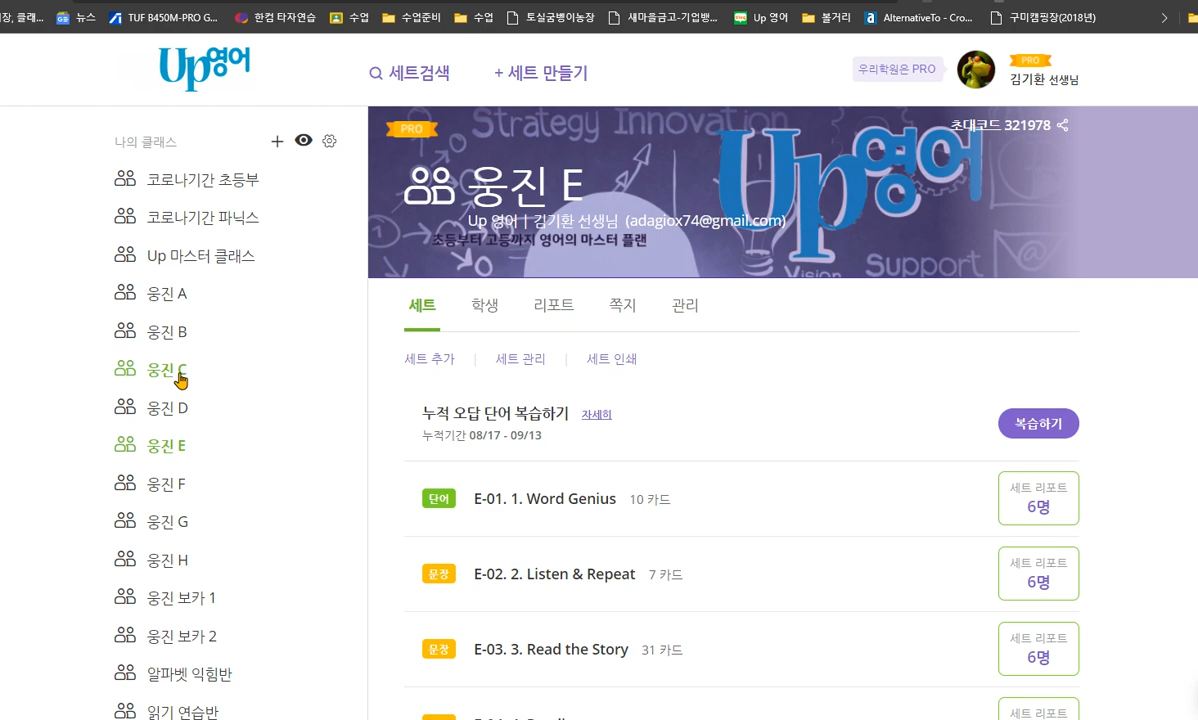 장, 클래...
뉴스
TUF B450M-PRO G...
한컴 타자연습
수업
수업준비
수업
토실굼벵이농장
새마을금고-기업뱅...
Up 영어
볼거리
AlternativeTo - Cro...
구미캠핑장(2018년)
Up영어
세트검색
+ 세트 만들기
우리학원은 PRO
PRO
김기환 선생님
나의 클래스
코로나기간 초등부
코로나기간 파닉스
Up 마스터 클래스
웅진 A
웅진 B
웅진 C
웅진 D
웅진 E
웅진 F
웅진 G
웅진 H
웅진 보카 1
웅진 보카 2
알파벳 익힘반
읽기 연습반
PRO
Strategy Innovation
초대코드 321978
웅진 E
Up영어
Up 영어 | 김기환 선생님 (adagiox74@gmail.com)
초등부터 고등까지 영어의 마스터 플랜
Vision
Support
세트 학생 리포트 쪽지 관리
세트 추가 | 세트 관리 | 세트 인쇄
누적 오답 단어 복습하기 자세히
누적기간 08/17 - 09/13
복습하기
단어 E-01. 1. Word Genius 10 카드
세트 리포트
6명
문장 E-02. 2. Listen & Repeat 7 카드
세트 리포트
6명
문장 E-03. 3. Read the Story 31 카드
세트 리포트
6명
세트 리포트